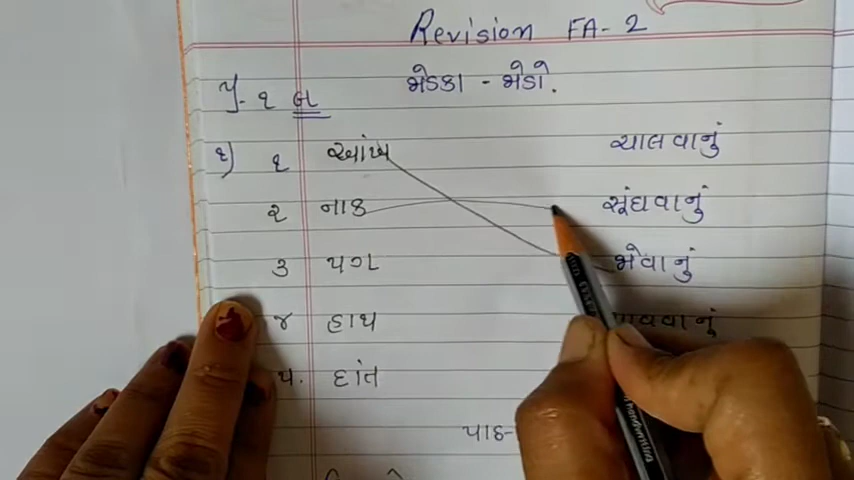 Revision FA-2
જોડકા - જોડો.
પ્ર-૧ બ
૧) ૧ આંખ ચાલવાનું
૨ નાક સૂંઘવાનું
૩ પગ જોવાનું
૪ હાથ
૫. દાંત
પાઠ-